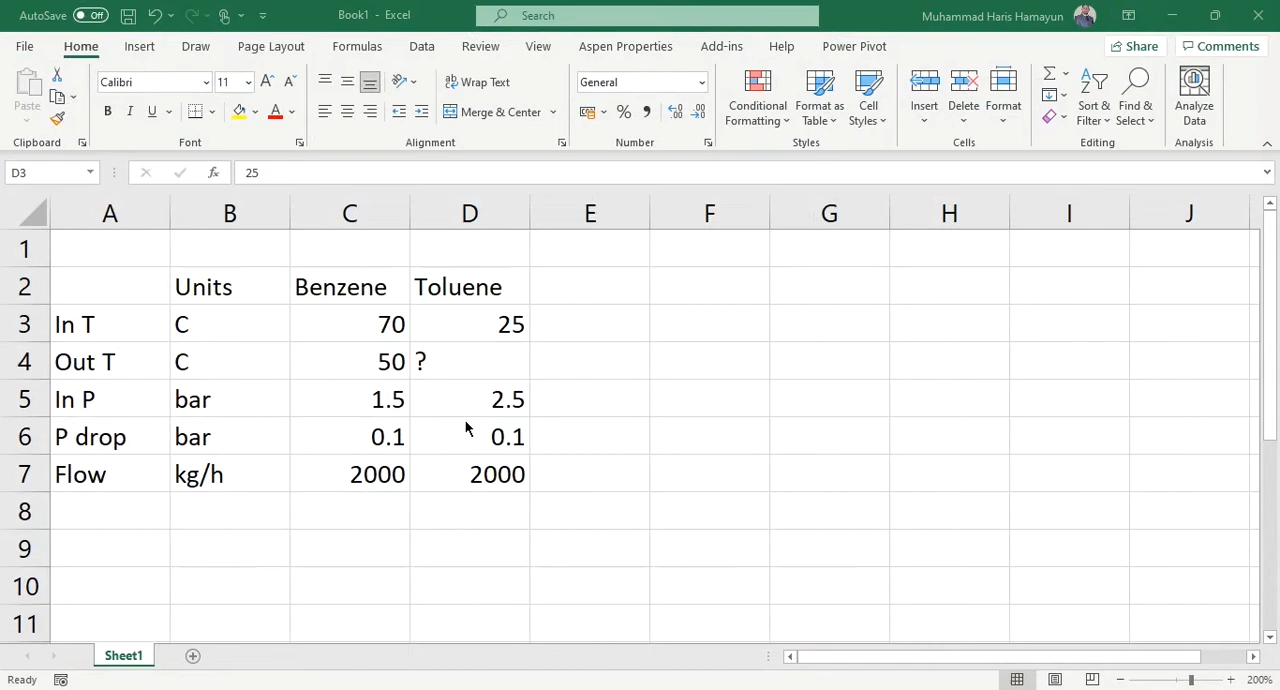 AutoSave Off Book1 - Excel Search Muhammad Haris Hamayun
File Home Insert Draw Page Layout Formulas Data Review View Aspen Properties Add-ins Help Power Pivot Share Comments
Paste Calibri 11 Wrap Text General Conditional Formatting Format as Table Cell Styles Insert Delete Format Sort & Filter Find & Select Analyze Data
B I U Merge & Center
Clipboard Font Alignment Number Styles Cells Editing Analysis
D3 fx 25
A B C D E F G H I J
1
2 Units Benzene Toluene
3 In T C 70 25
4 Out T C 50 ?
5 In P bar 1.5 2.5
6 P drop bar 0.1 0.1
7 Flow kg/h 2000 2000
8
9
10
11
Sheet1
Ready 200%